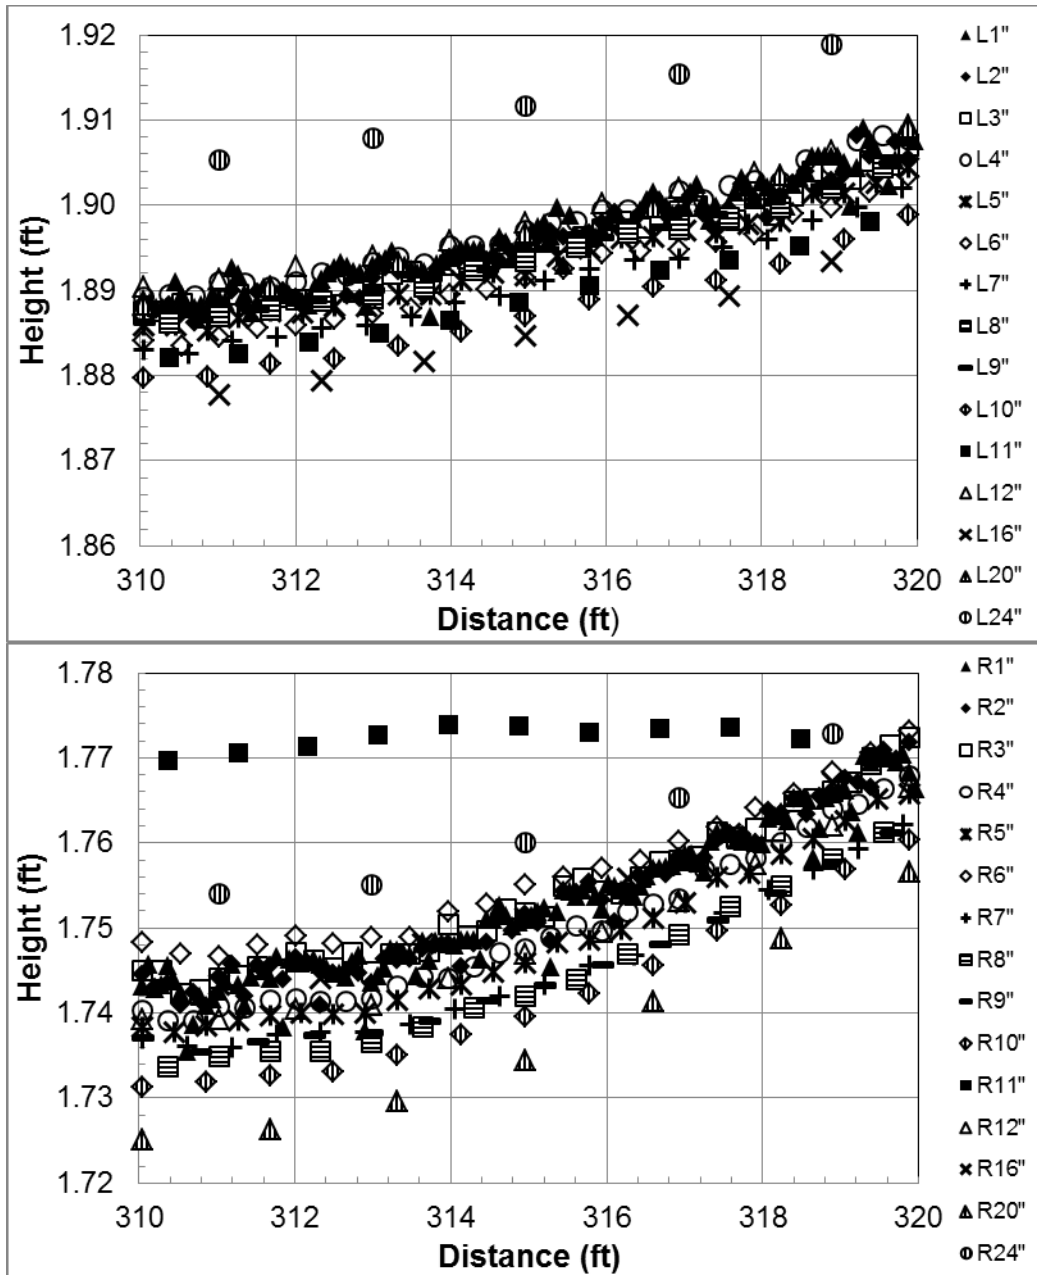 1.92
1.91
1.90
1.89
1.88
1.87
1.86
Height (ft)
310 312 314 316 318 320
Distance (ft)
L1"
L2"
L3"
L4"
L5"
L6"
L7"
L8"
L9"
L10"
L11"
L12"
L16"
L20"
L24"
1.78
1.77
1.76
1.75
1.74
1.73
1.72
Height (ft)
310 312 314 316 318 320
Distance (ft)
R1"
R2"
R3"
R4"
R5"
R6"
R7"
R8"
R9"
R10"
R11"
R12"
R16"
R20"
R24"